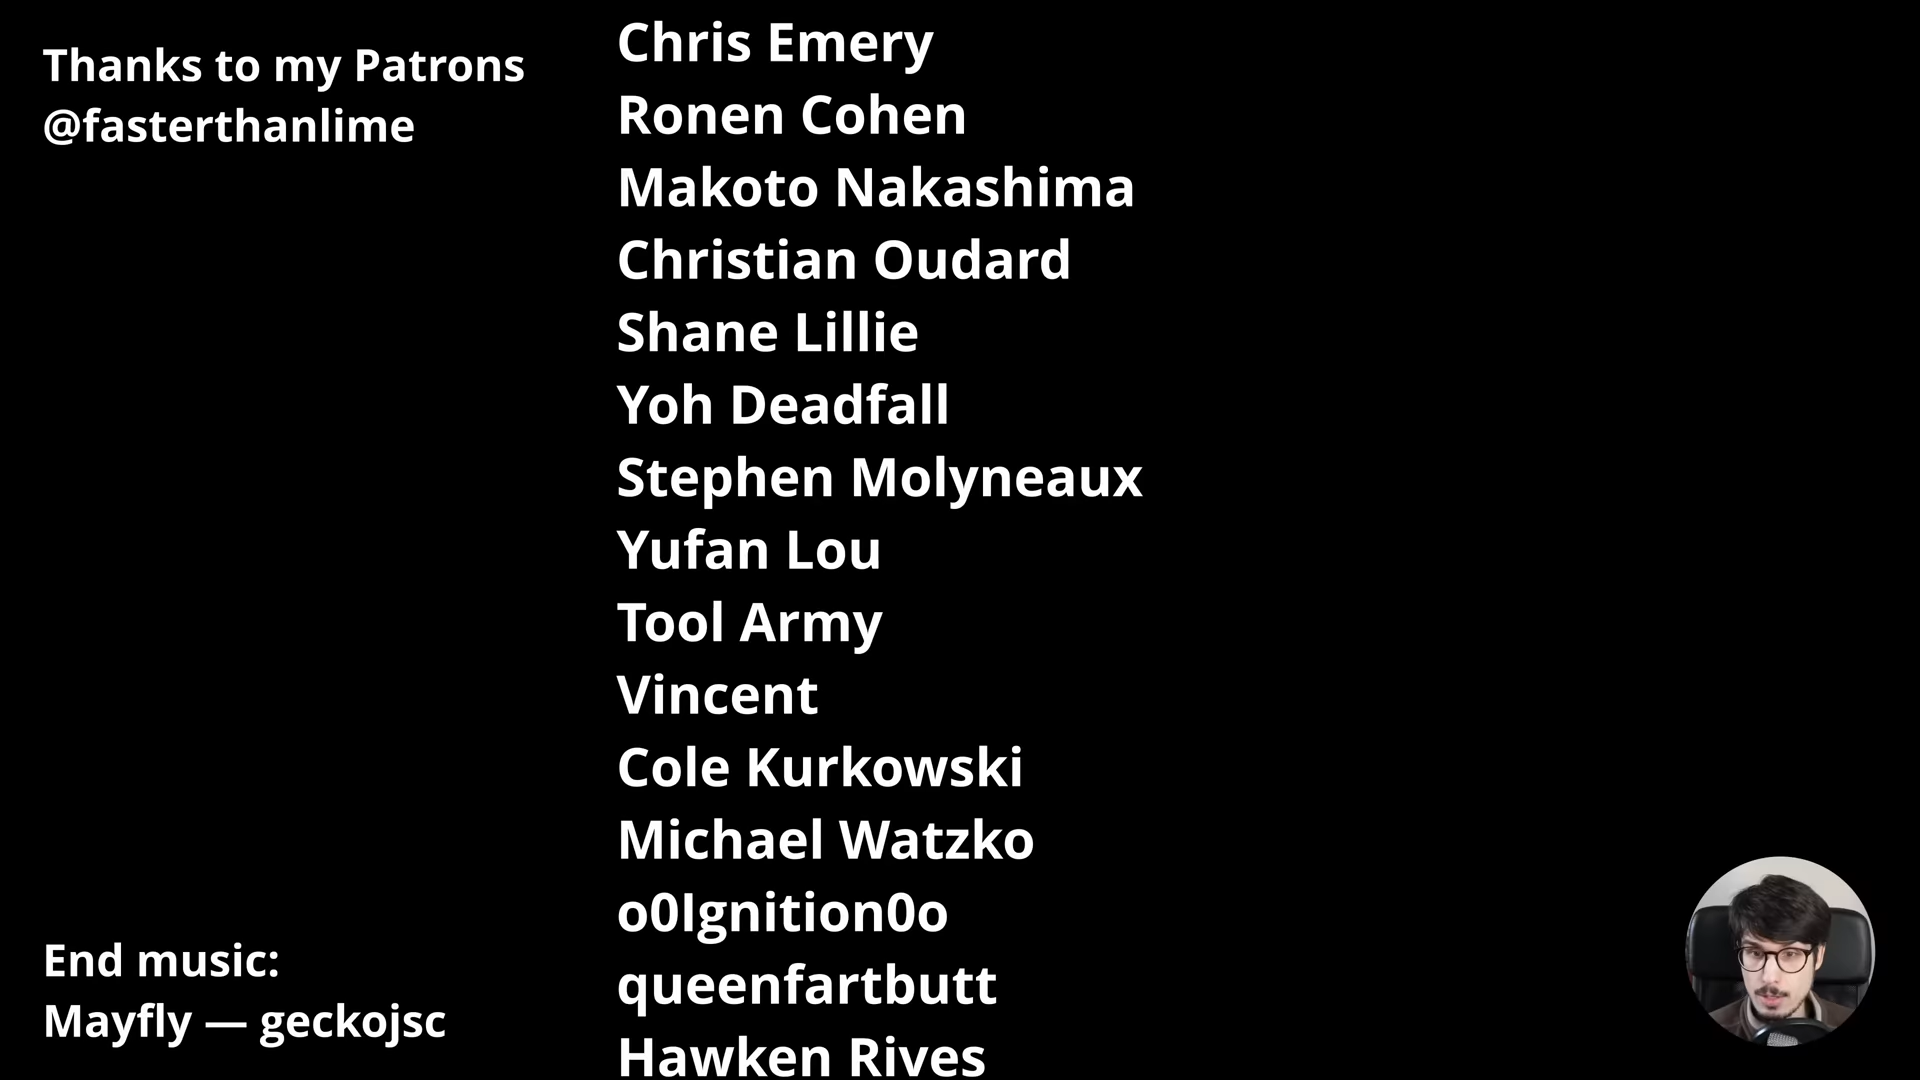 Thanks to my Patrons
@fasterthanlime
Chris Emery
Ronen Cohen
Makoto Nakashima
Christian Oudard
Shane Lillie
Yoh Deadfall
Stephen Molyneaux
Yufan Lou
Tool Army
Vincent
Cole Kurkowski
Michael Watzko
o0Ignition0o
queenfartbutt
Hawken Rives
End music:
Mayfly — geckojsc